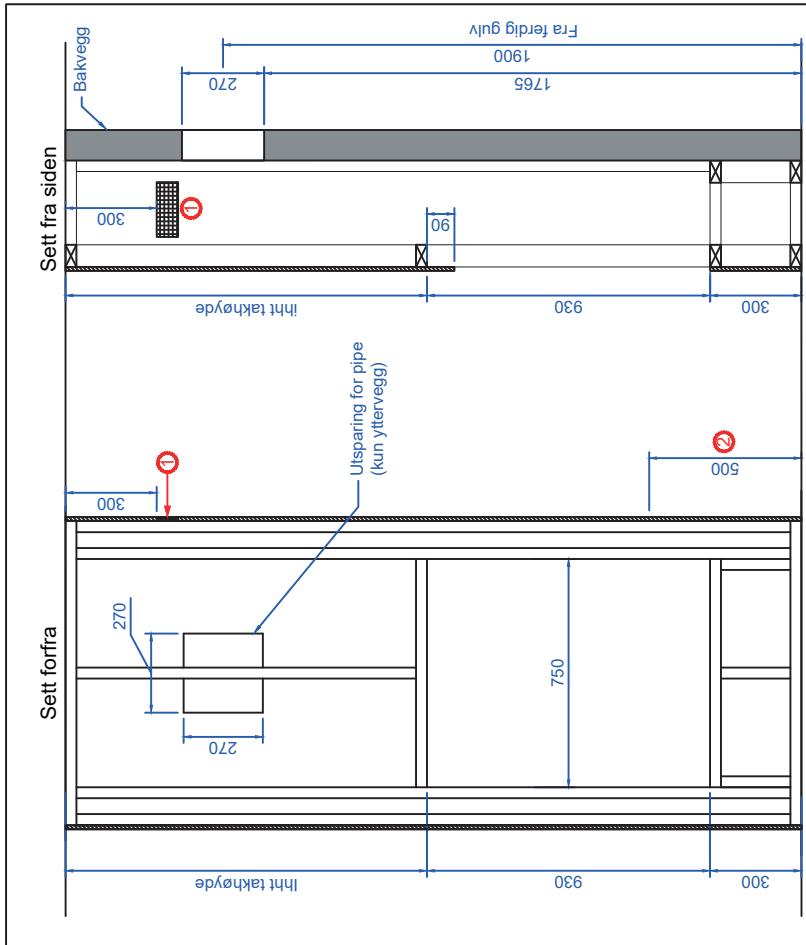 Sett forfra
Ihht takhøyde
930
300
270
270
750
Utsparing for pipe
(kun yttervegg)
300
1
500
2
Sett fra siden
ihht takhøyde
930
300
300
1
90
Bakvegg
270
1765
1900
Fra ferdig gulv